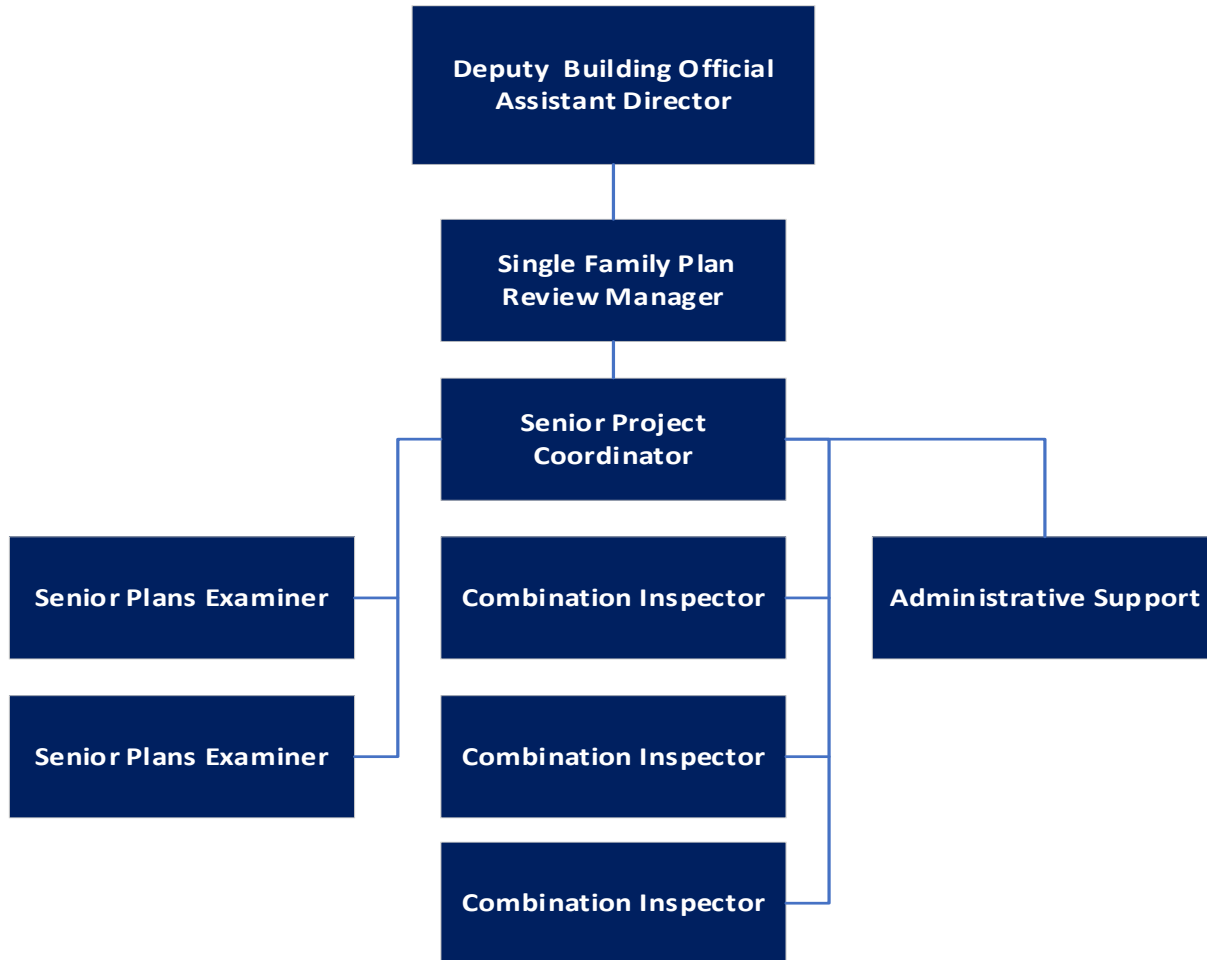 Deputy  Building Official
Assistant Director
Single Family Plan
Review Manager
Senior Project
Coordinator
Senior Plans Examiner
Combination Inspector
Administrative Support
Senior Plans Examiner
Combination Inspector
Combination Inspector